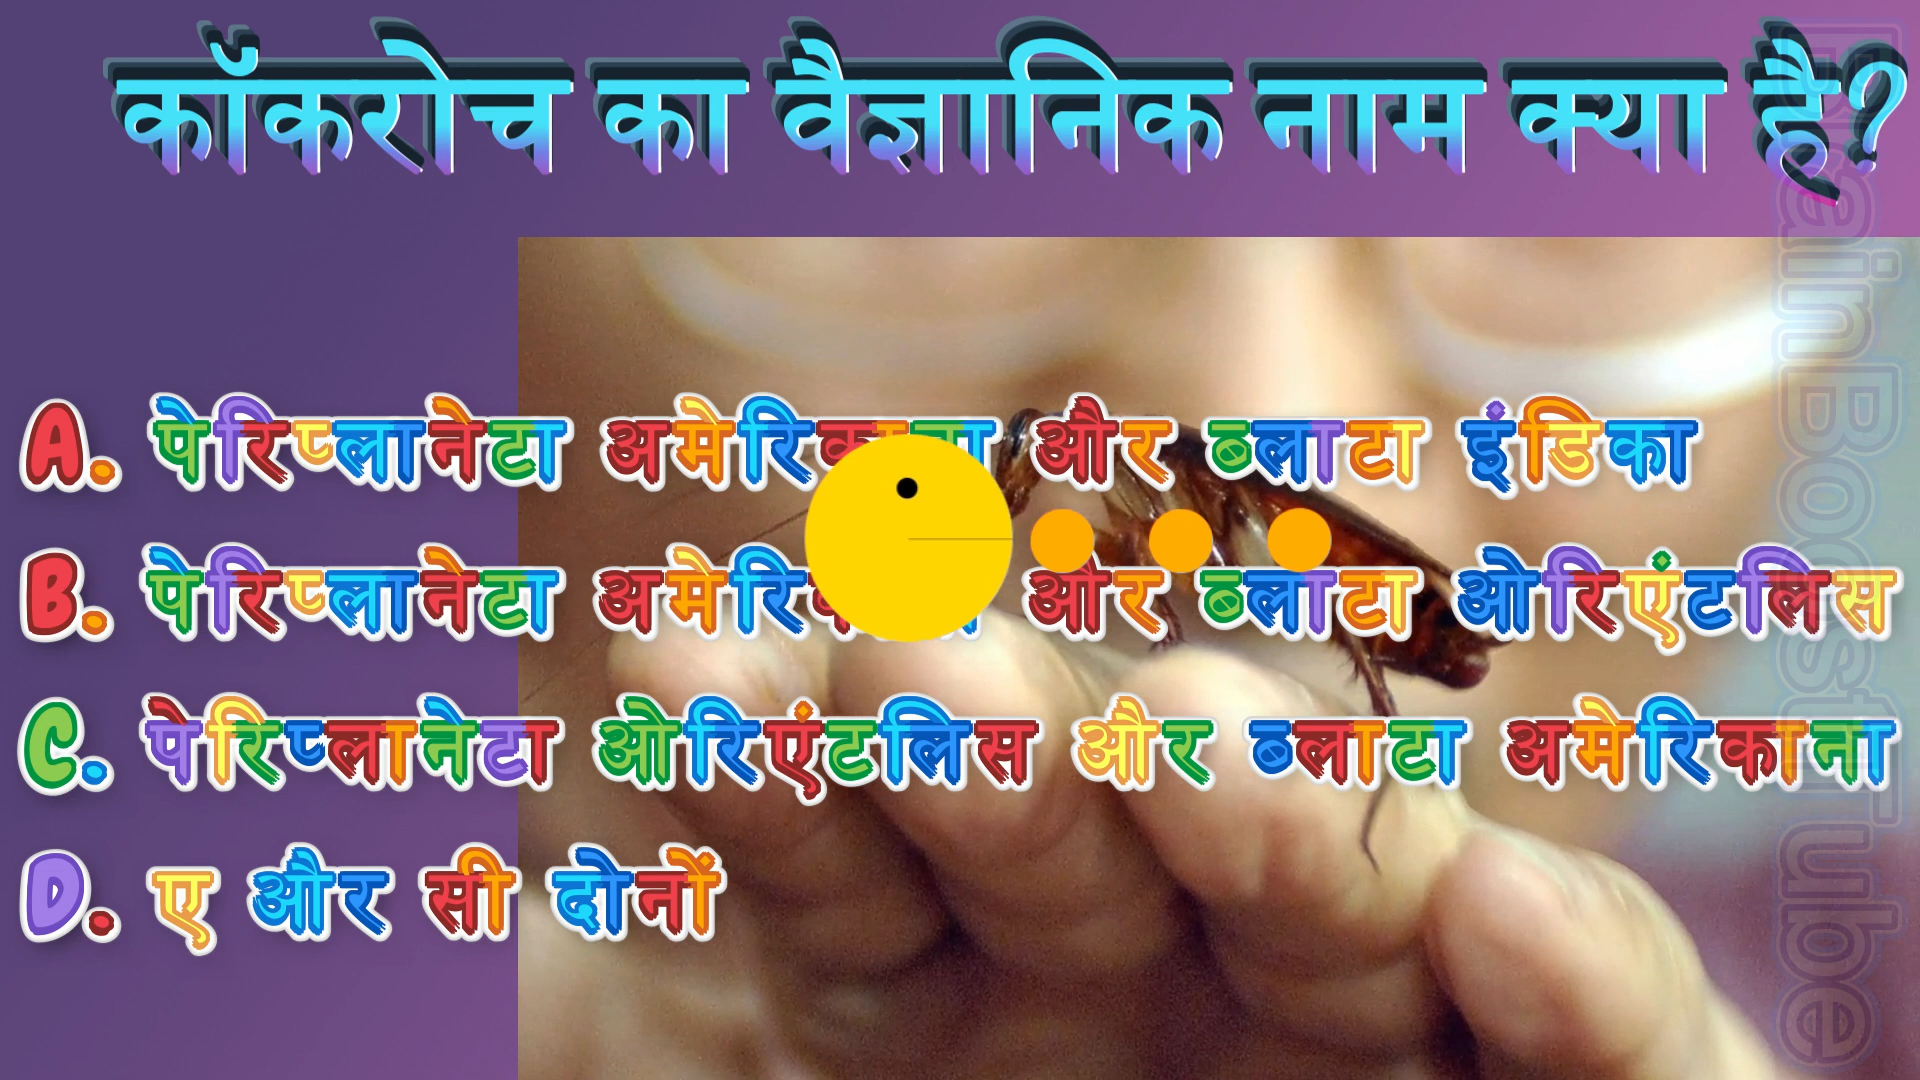 कॉकरोच का वैज्ञानिक नाम क्या है?
A. पेरिप्लानेटा अमेरिकाना और ब्लाटा इंडिका
B. पेरिप्लानेटा अमेरिकाना और ब्लाटा ओरिएंटलिस
C. पेरिप्लानेटा ओरिएंटलिस और ब्लाटा अमेरिकाना
D. ए और सी दोनों
BrainBoostTube